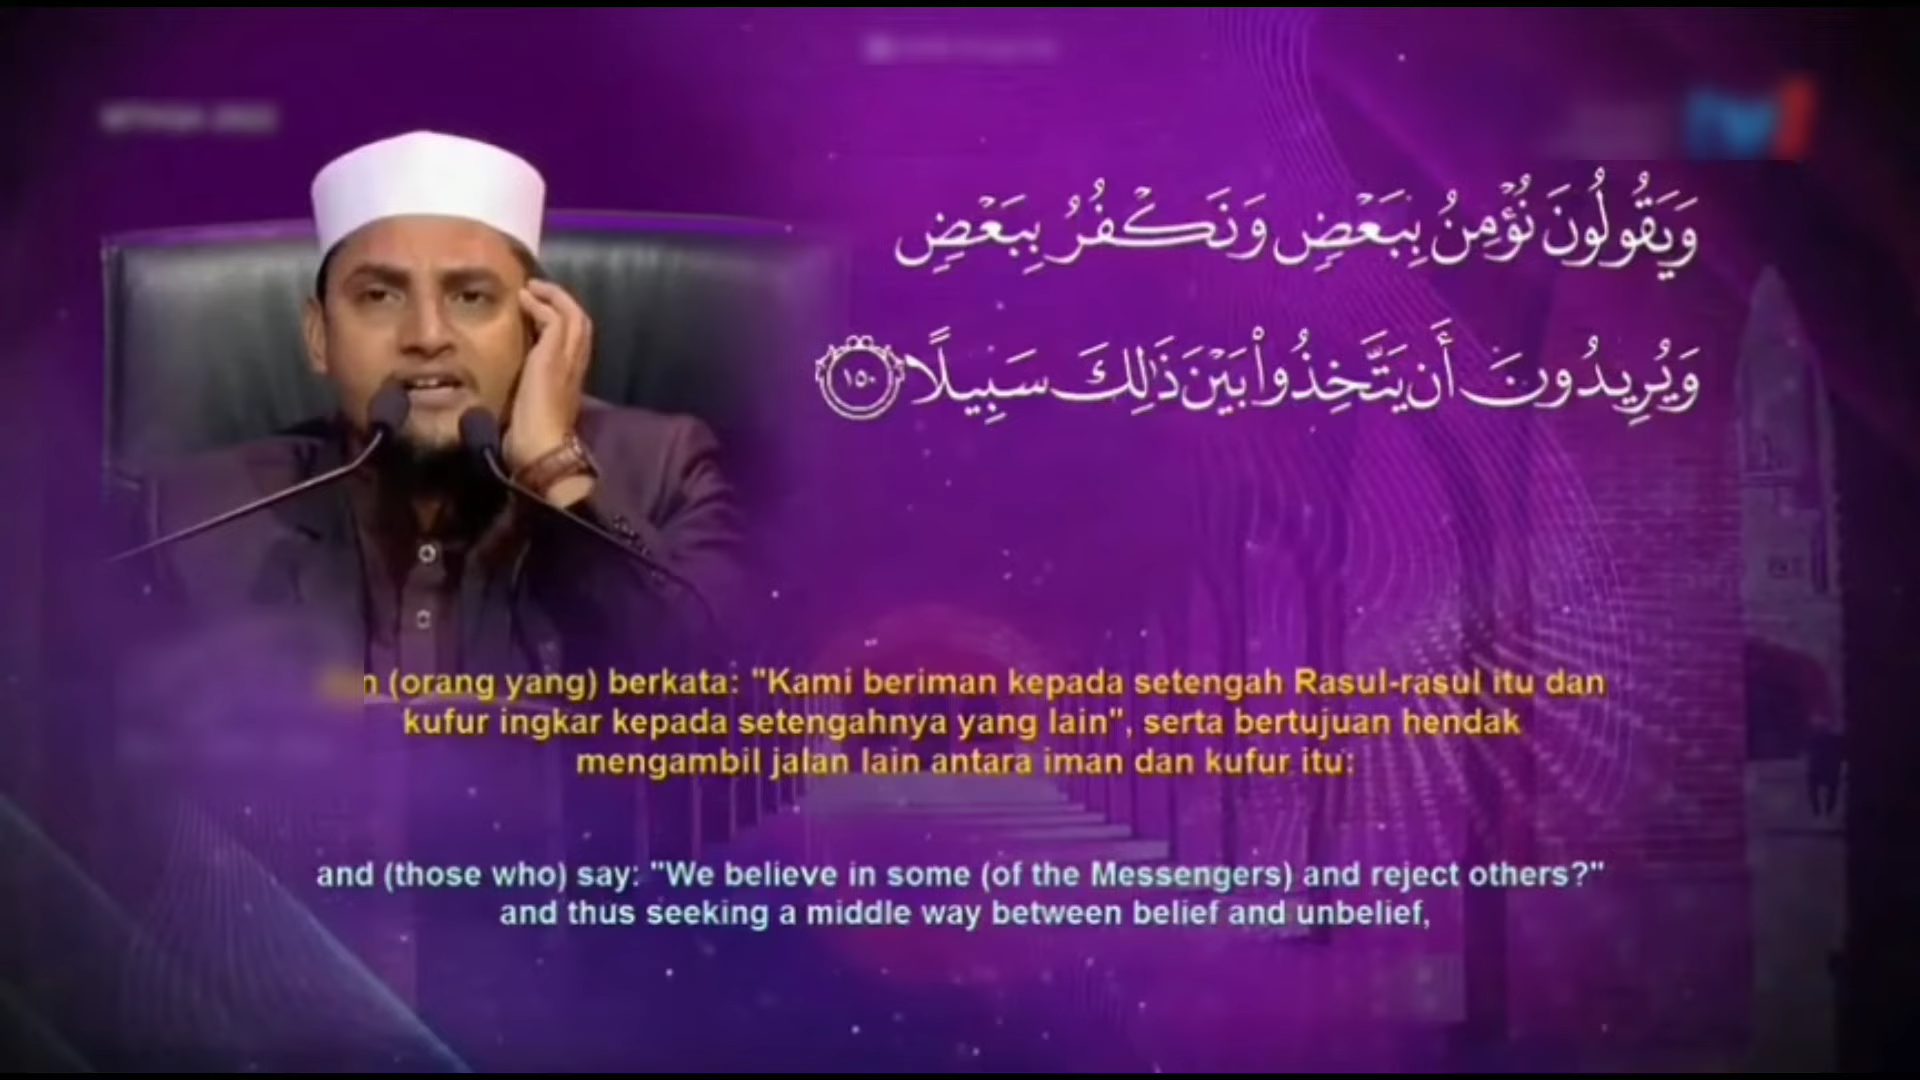 وَيَقُولُونَ نُؤْمِنُ بِبَعْضٍ وَنَكْفُرُ بِبَعْضٍ
وَيُرِيدُونَ أَن يَتَّخِذُوا۟ بَيْنَ ذَٰلِكَ سَبِيلًا ١٥٠
(orang yang) berkata: "Kami beriman kepada setengah Rasul-rasul itu dan
kufur ingkar kepada setengahnya yang lain", serta bertujuan hendak
mengambil jalan lain antara iman dan kufur itu:
and (those who) say: "We believe in some (of the Messengers) and reject others?"
and thus seeking a middle way between belief and unbelief,